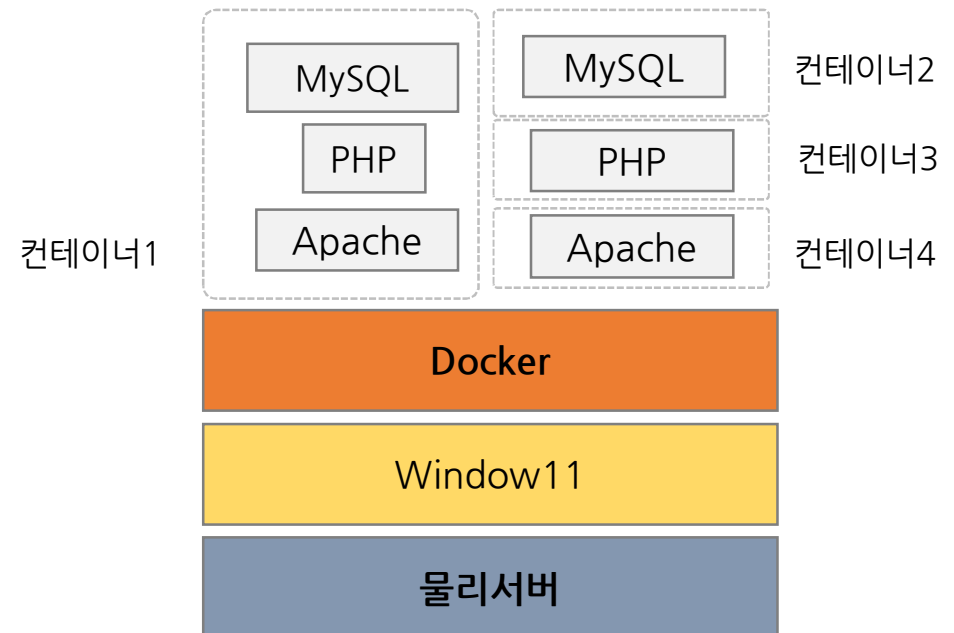 MySQL
MySQL
컨테이너2
PHP
PHP
컨테이너3
컨테이너1
Apache
Apache
컨테이너4
Docker
Window11
물리서버